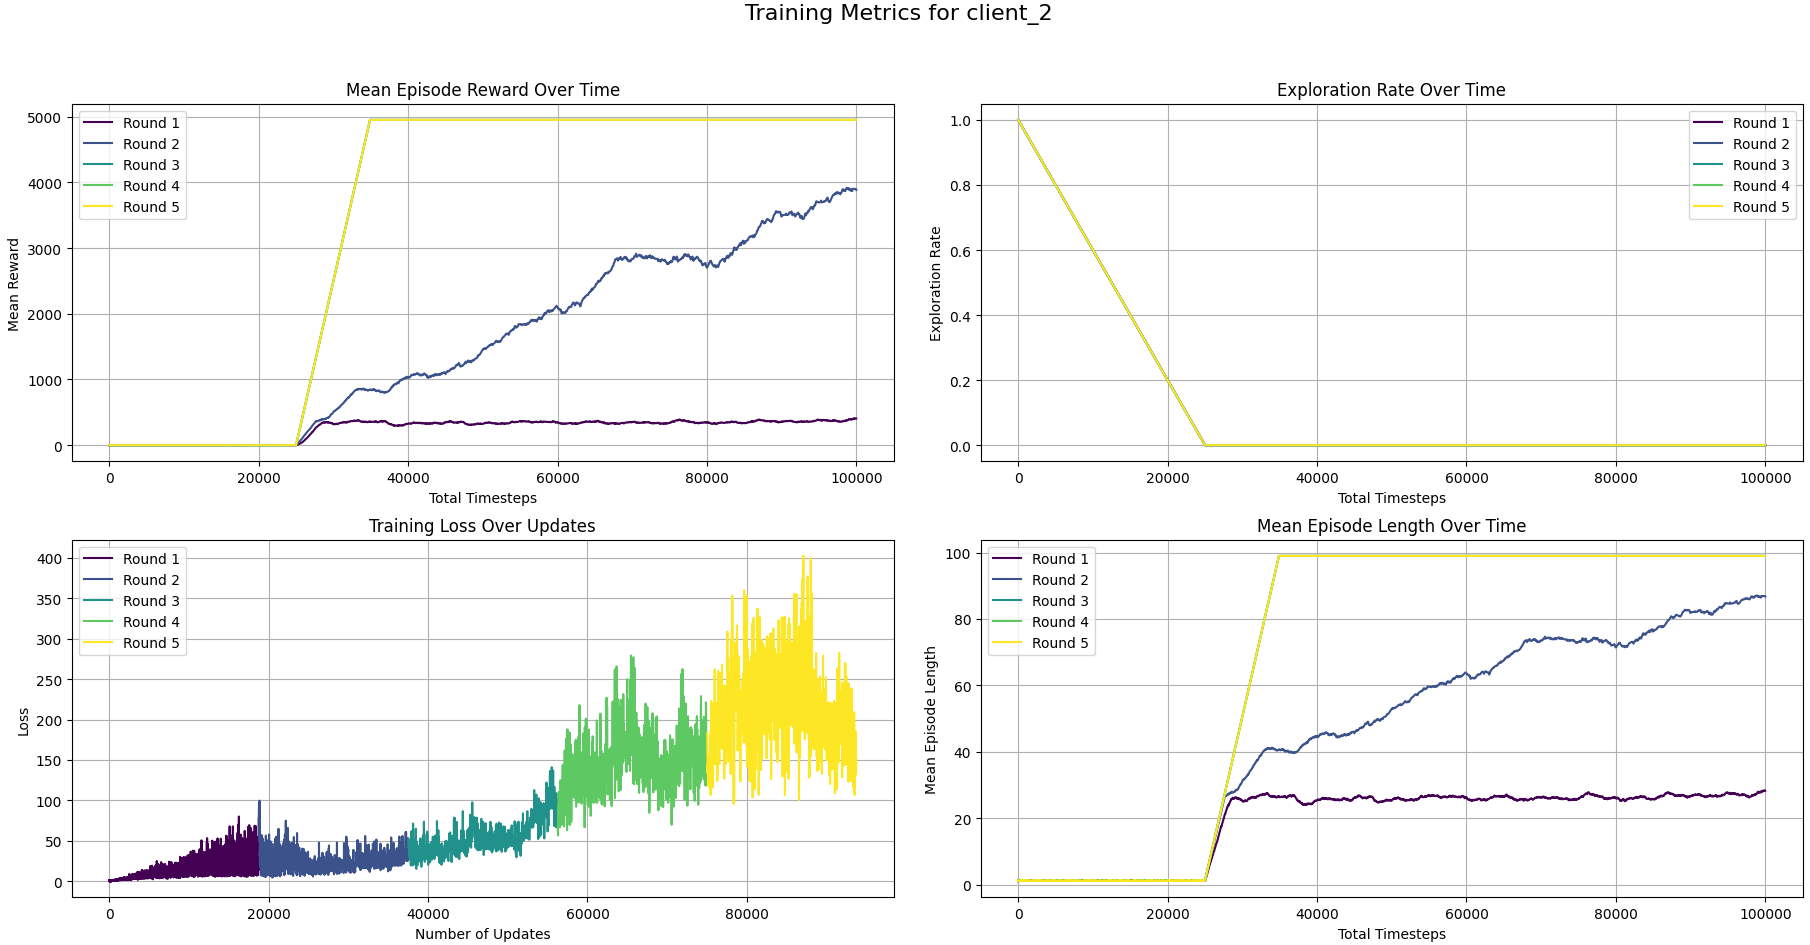 Training Metrics for client_2
Mean Episode Reward Over Time
5000
4000
3000
2000
1000
0
Mean Reward
Round 1
Round 2
Round 3
Round 4
Round 5
0 20000 40000 60000 80000 100000
Total Timesteps
Exploration Rate Over Time
1.0
0.8
0.6
0.4
0.2
0.0
Exploration Rate
Round 1
Round 2
Round 3
Round 4
Round 5
0 20000 40000 60000 80000 100000
Total Timesteps
Training Loss Over Updates
400
350
300
250
200
150
100
50
0
Loss
Round 1
Round 2
Round 3
Round 4
Round 5
0 20000 40000 60000 80000
Number of Updates
Mean Episode Length Over Time
100
80
60
40
20
0
Mean Episode Length
Round 1
Round 2
Round 3
Round 4
Round 5
0 20000 40000 60000 80000 100000
Total Timesteps